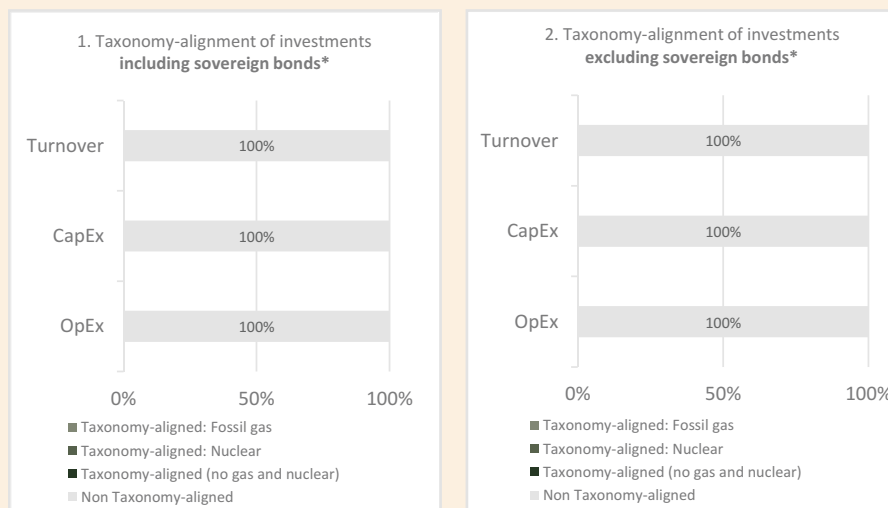 1. Taxonomy-alignment of investments
including sovereign bonds*
Turnover
100%
CapEx
100%
OpEx
100%
0% 50% 100%
Taxonomy-aligned: Fossil gas
Taxonomy-aligned: Nuclear
Taxonomy-aligned (no gas and nuclear)
Non Taxonomy-aligned
2. Taxonomy-alignment of investments
excluding sovereign bonds*
Turnover
100%
CapEx
100%
OpEx
100%
0% 50% 100%
Taxonomy-aligned: Fossil gas
Taxonomy-aligned: Nuclear
Taxonomy-aligned (no gas and nuclear)
Non Taxonomy-aligned